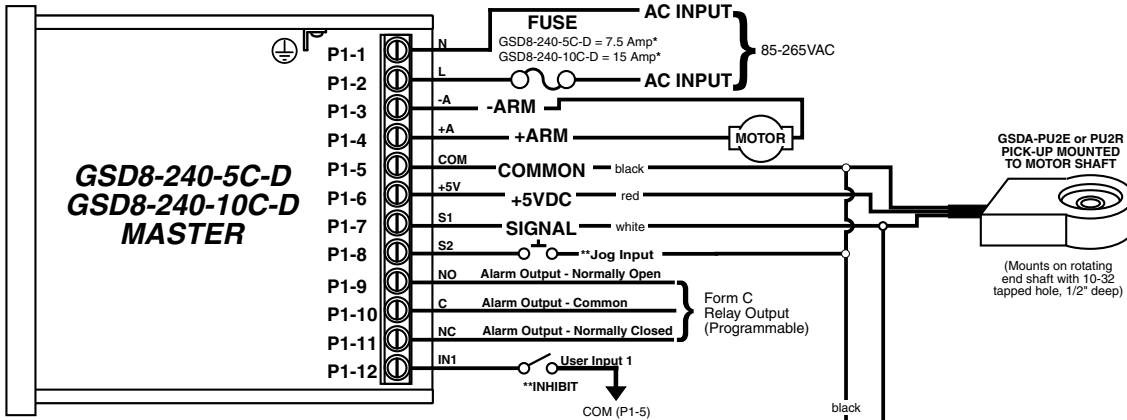 GSD8-240-5C-D
GSD8-240-10C-D
MASTER
P1-1
P1-2
P1-3
P1-4
P1-5
P1-6
P1-7
P1-8
P1-9
P1-10
P1-11
P1-12
N
L
-A
+A
COM
+5V
S1
S2
NO
C
NC
IN1
AC INPUT
FUSE
GSD8-240-5C-D = 7.5 Amp*
GSD8-240-10C-D = 15 Amp*
85-265VAC
AC INPUT
-ARM
+ARM
MOTOR
COMMON
black
+5VDC
red
SIGNAL
white
**Jog Input
Alarm Output - Normally Open
Alarm Output - Common
Alarm Output - Normally Closed
Form C
Relay Output
(Programmable)
User Input 1
**INHIBIT
COM (P1-5)
black
GSDA-PU2E or PU2R
PICK-UP MOUNTED
TO MOTOR SHAFT
(Mounts on rotating
end shaft with 10-32
tapped hole, 1/2" deep)